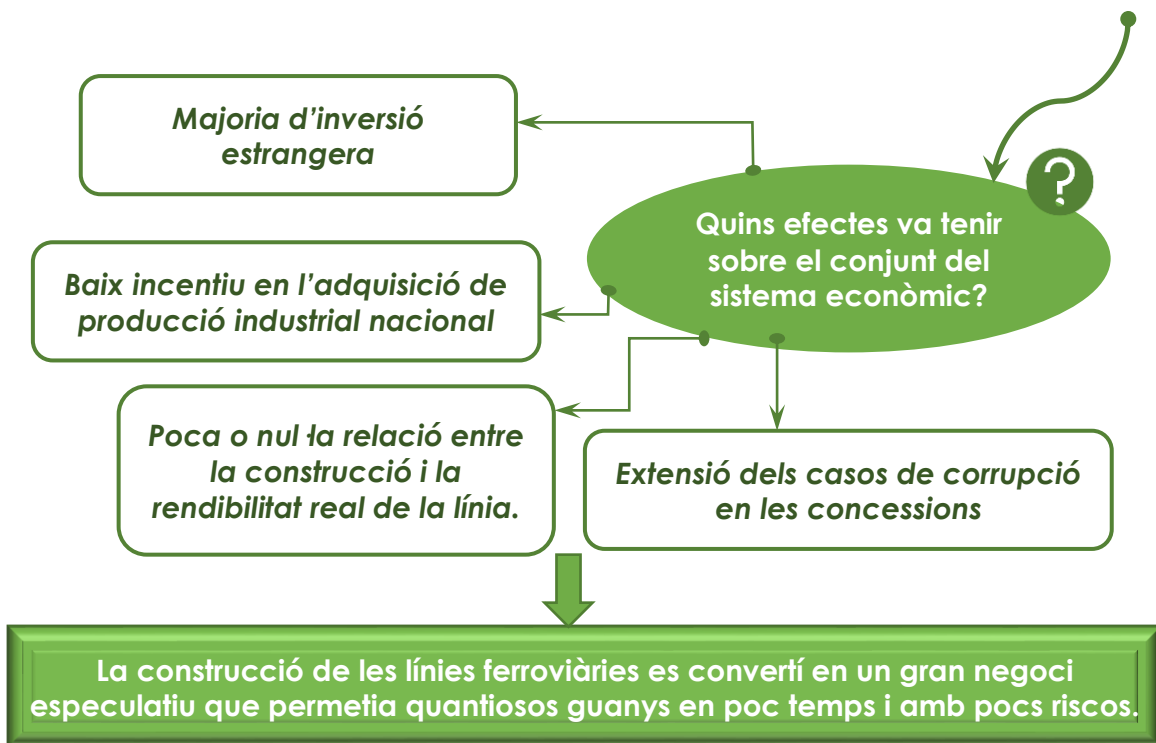 Majoria d’inversió
estrangera
?
Quins efectes va tenir
sobre el conjunt del
sistema econòmic?
Baix incentiu en l’adquisició de
producció industrial nacional
Poca o nul·la relació entre
la construcció i la
rendibilitat real de la línia.
Extensió dels casos de corrupció
en les concessions
La construcció de les línies ferroviàries es convertí en un gran negoci
especulatiu que permetia quantiosos guanys en poc temps i amb pocs riscos.